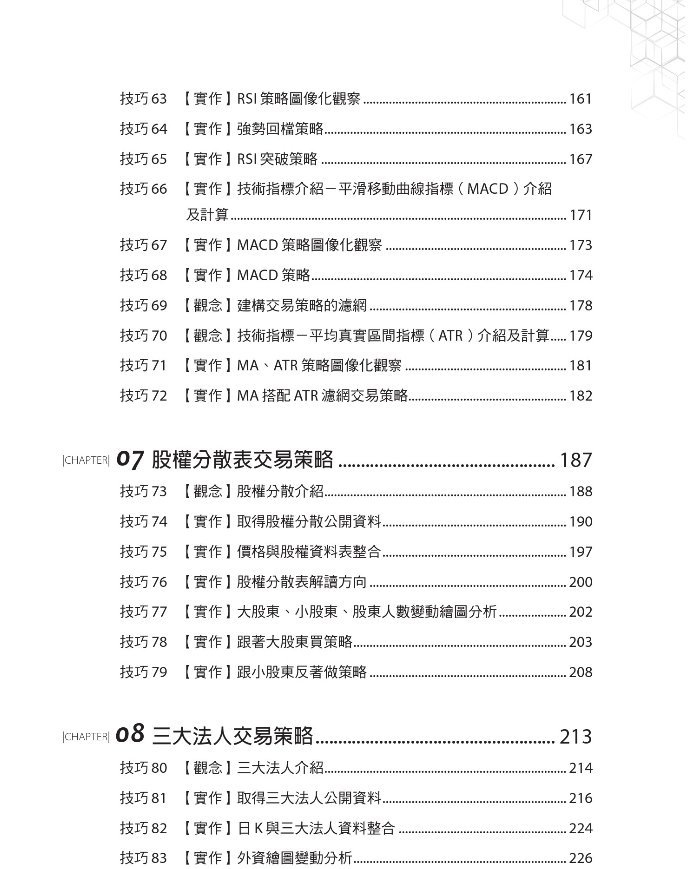 技巧 63 【實作】RSI 策略圖像化觀察 161
技巧 64 【實作】強勢回檔策略 163
技巧 65 【實作】RSI 突破策略 167
技巧 66 【實作】技術指標介紹－平滑移動曲線指標（MACD）介紹
及計算 171
技巧 67 【實作】MACD 策略圖像化觀察 173
技巧 68 【實作】MACD 策略 174
技巧 69 【觀念】建構交易策略的濾網 178
技巧 70 【觀念】技術指標－平均真實區間指標（ATR）介紹及計算 179
技巧 71 【實作】MA、ATR 策略圖像化觀察 181
技巧 72 【實作】MA 搭配 ATR 濾網交易策略 182
|CHAPTER| 07 股權分散表交易策略 187
技巧 73 【觀念】股權分散介紹 188
技巧 74 【實作】取得股權分散公開資料 190
技巧 75 【實作】價格與股權資料表整合 197
技巧 76 【實作】股權分散表解讀方向 200
技巧 77 【實作】大股東、小股東、股東人數變動繪圖分析 202
技巧 78 【實作】跟著大股東買策略 203
技巧 79 【實作】跟小股東反著做策略 208
|CHAPTER| 08 三大法人交易策略 213
技巧 80 【觀念】三大法人介紹 214
技巧 81 【實作】取得三大法人公開資料 216
技巧 82 【實作】日 K 與三大法人資料整合 224
技巧 83 【實作】外資繪圖變動分析 226